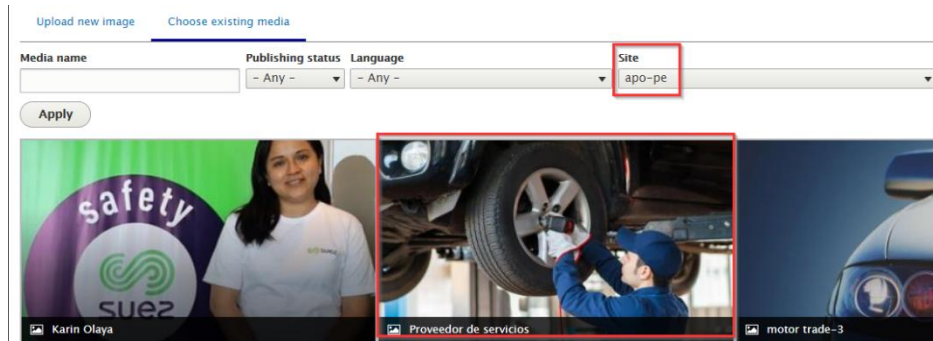 Upload new image
Choose existing media
Media name
Publishing status
Language
Site
- Any -
- Any -
apo-pe
Apply
safety
suez
Karin Olaya
Proveedor de servicios
motor trade-3